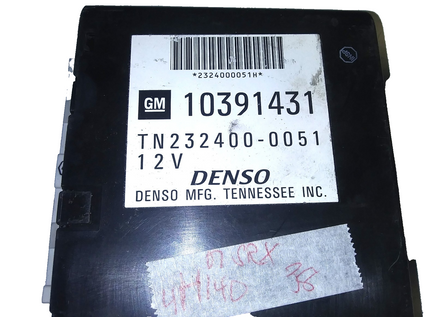 *2324000051H*
GM 10391431
TN232400-0051
12V
DENSO
DENSO MFG. TENNESSEE INC.
07 SRX